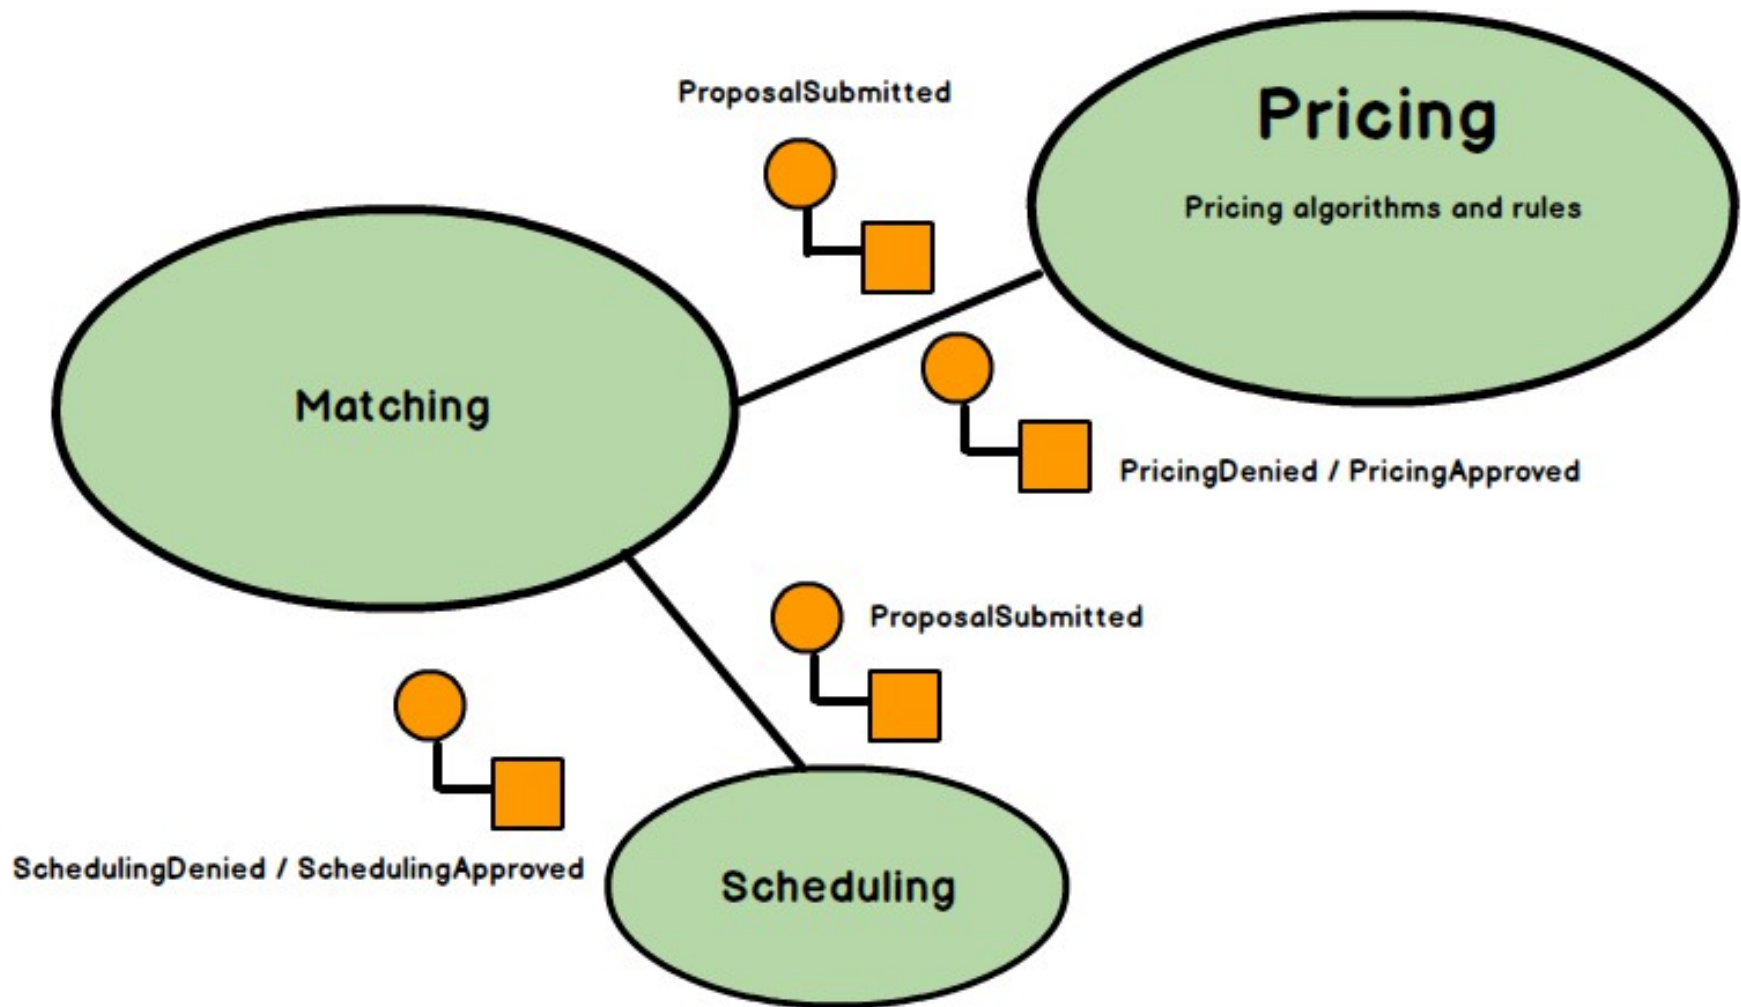 ProposalSubmitted
Pricing
Pricing algorithms and rules
Matching
PricingDenied / PricingApproved
ProposalSubmitted
SchedulingDenied / SchedulingApproved
Scheduling